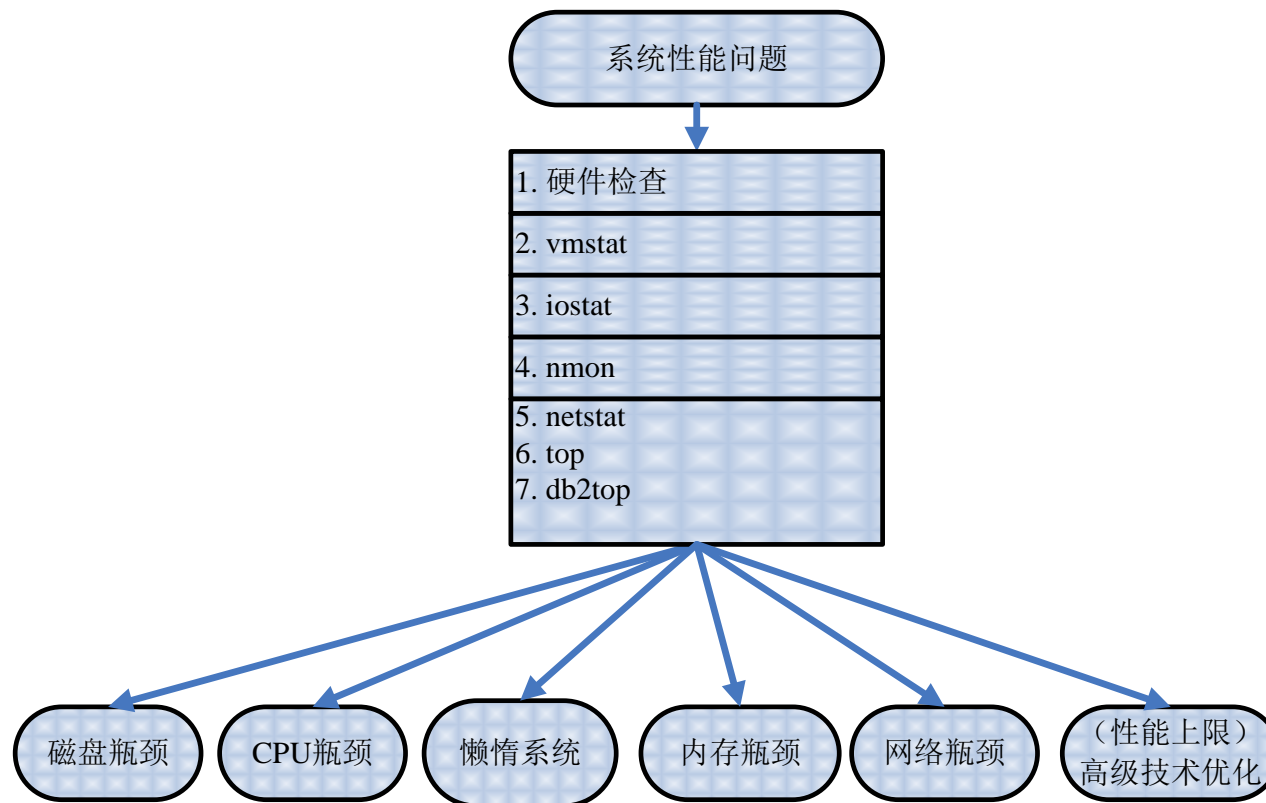 系统性能问题
1. 硬件检查
2. vmstat
3. iostat
4. nmon
5. netstat
6. top
7. db2top
磁盘瓶颈
CPU瓶颈
懒惰系统
内存瓶颈
网络瓶颈
（性能上限）
高级技术优化